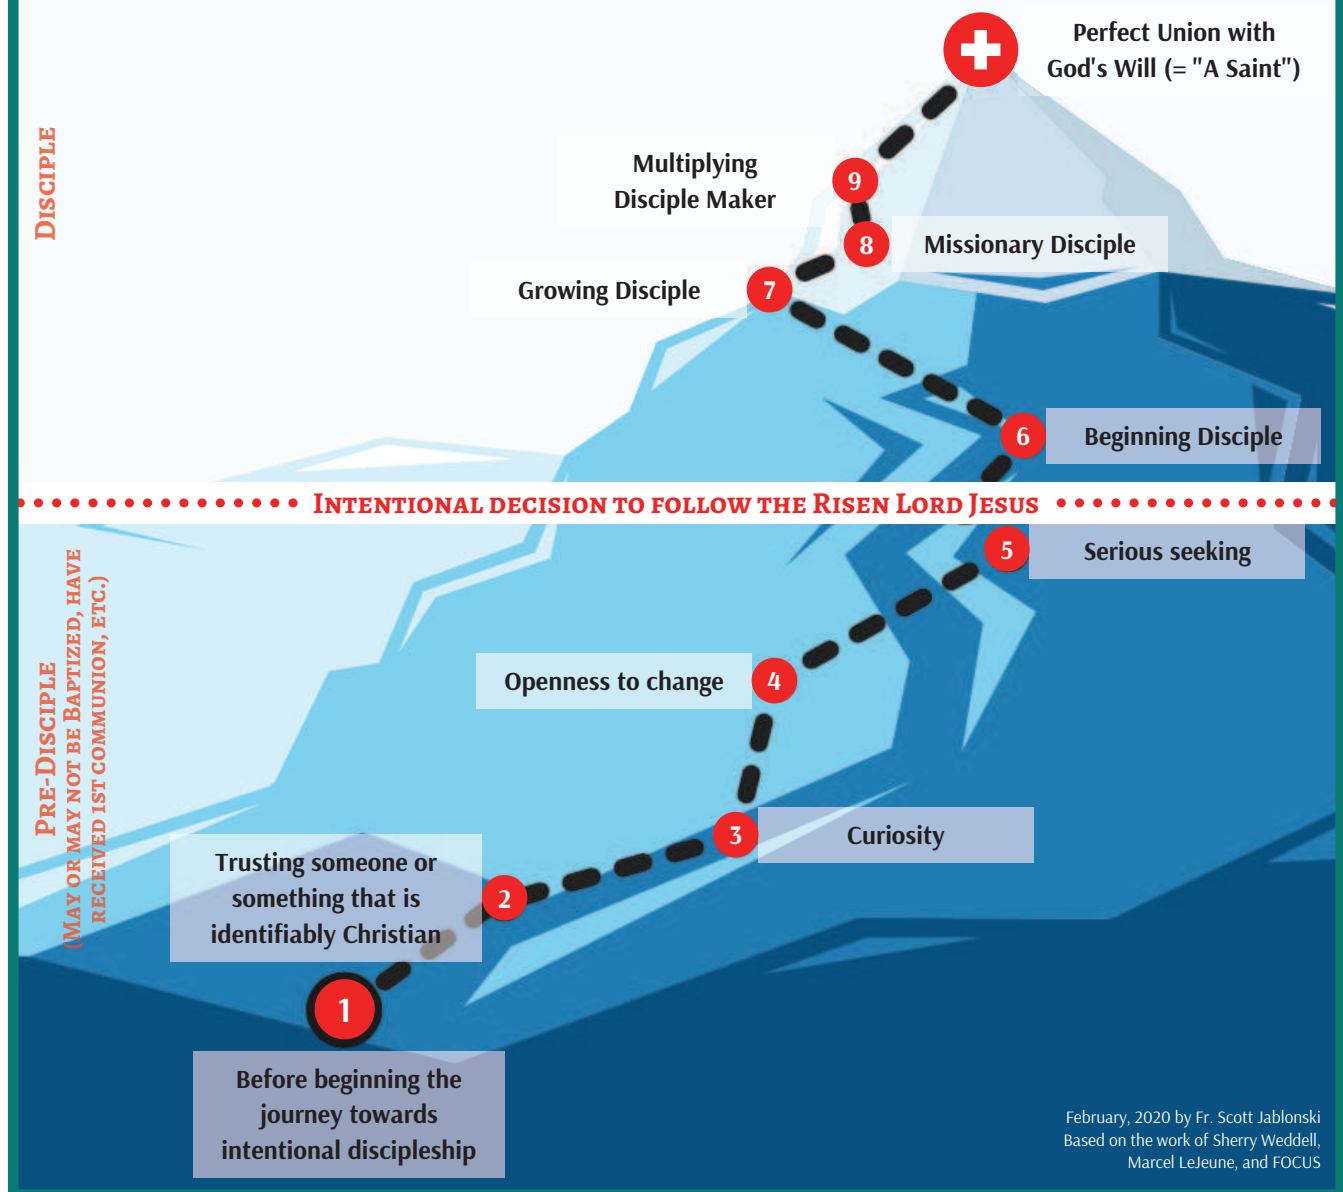 Perfect Union with
God's Will (= "A Saint")
DISCIPLE
Multiplying
Disciple Maker
9
8
Missionary Disciple
Growing Disciple
7
6
Beginning Disciple
INTENTIONAL DECISION TO FOLLOW THE RISEN LORD JESUS
5
Serious seeking
PRE-DISCIPLE
(MAY OR MAY NOT BE BAPTIZED, HAVE
RECEIVED 1ST COMMUNION, ETC.)
Openness to change
4
3
Curiosity
Trusting someone or
something that is
identifiably Christian
2
1
Before beginning the
journey towards
intentional discipleship
February, 2020 by Fr. Scott Jablonski
Based on the work of Sherry Weddell,
Marcel LeJeune, and FOCUS